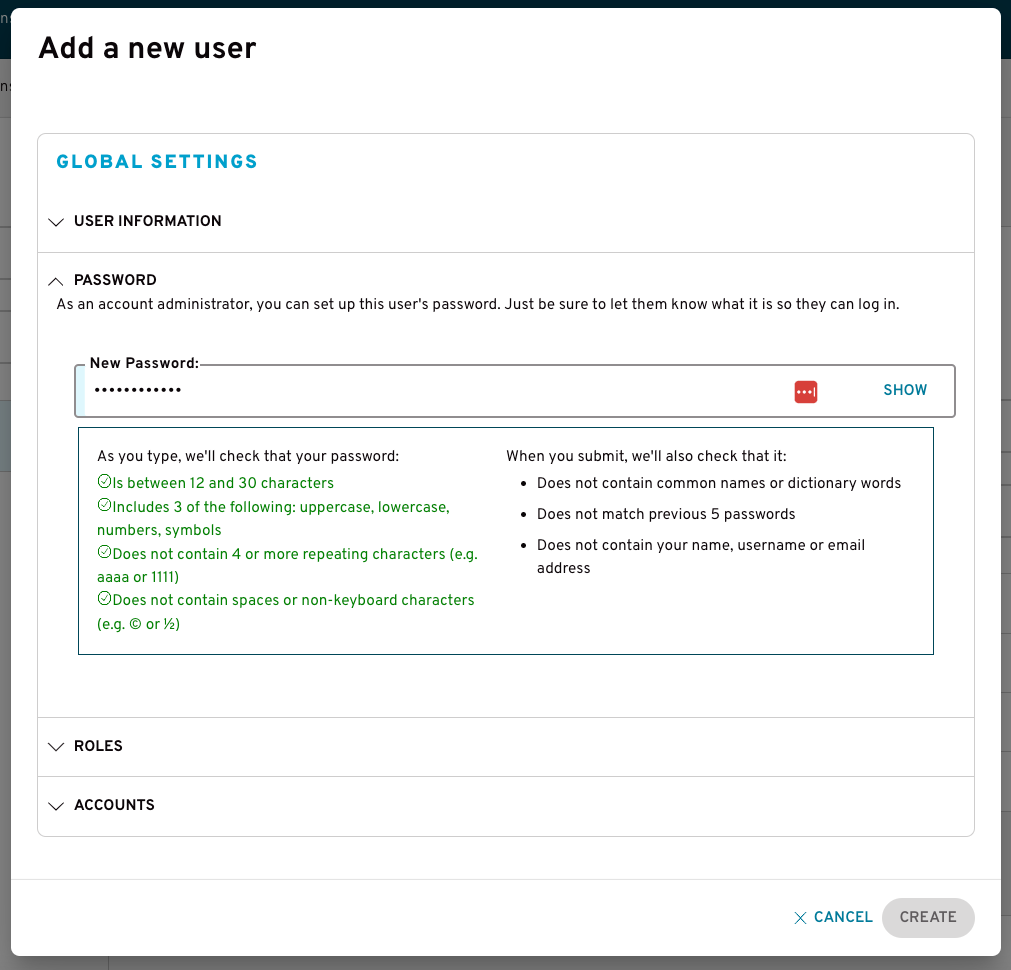 ns
Add a new user
ns
GLOBAL SETTINGS
USER INFORMATION
PASSWORD
As an account administrator, you can set up this user's password. Just be sure to let them know what it is so they can log in.
New Password:
••••••••••••
SHOW
As you type, we'll check that your password:
Is between 12 and 30 characters
Includes 3 of the following: uppercase, lowercase,
numbers, symbols
Does not contain 4 or more repeating characters (e.g.
aaaa or 1111)
Does not contain spaces or non-keyboard characters
(e.g. © or ½)
When you submit, we'll also check that it:
• Does not contain common names or dictionary words
• Does not match previous 5 passwords
• Does not contain your name, username or email
address
ROLES
ACCOUNTS
CANCEL
CREATE